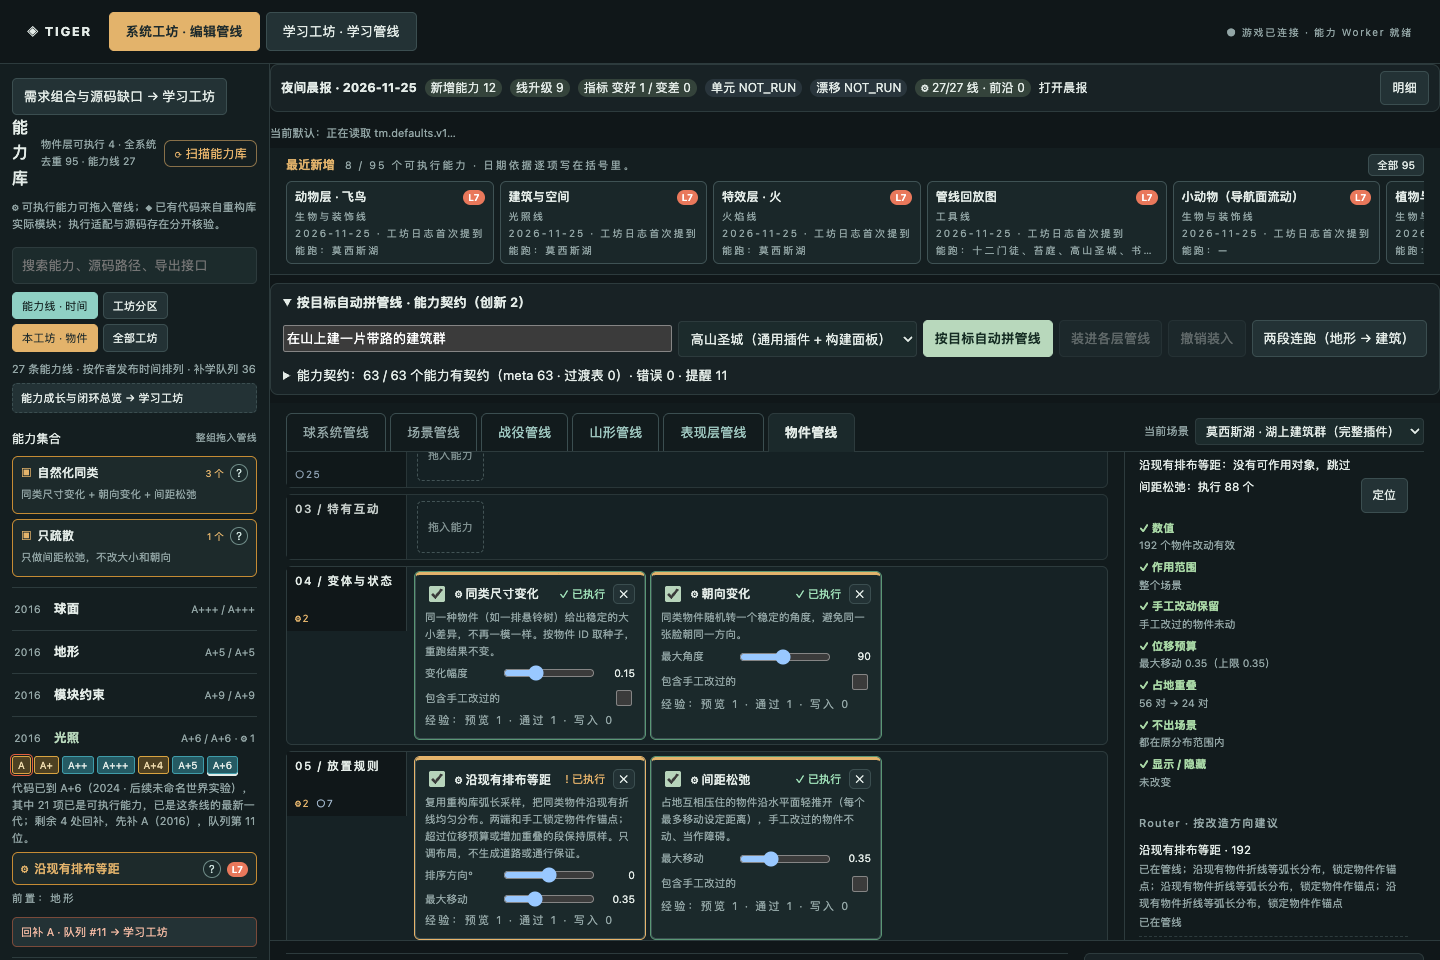 ◈ TIGER
系统工坊 · 编辑管线
学习工坊 · 学习管线
游戏已连接 · 能力 Worker 就绪
需求组合与源码缺口 → 学习工坊
能力库
物件层可执行 4 · 全系统去重 95 · 能力线 27
⟳ 扫描能力库
⚙ 可执行能力可拖入管线；◆ 已有代码来自重构库
实际模块；执行适配与源码存在分开核验。
搜索能力、源码路径、导出接口
能力线 · 时间
工坊分区
本工坊 · 物件
全部工坊
27 条能力线 · 按作者发布时间排列 · 补学队列 36
能力成长与闭环总览 → 学习工坊
能力集合
整组拖入管线
▣ 自然化同类
3 个
?
同类尺寸变化 + 朝向变化 + 间距松弛
▣ 只疏散
1 个
?
只做间距松弛，不改大小和朝向
2016 球面 A+++ / A+++
2016 地形 A+5 / A+5
2016 模块约束 A+9 / A+9
2016 光照 A+6 / A+6 · ⚙ 1
A
A+
A++
A+++
A+4
A+5
A+6
代码已到 A+6（2024 · 后续未命名世界实验），
其中 21 项已是可执行能力，已是这条线的最新一
代；剩余 4 处回补，先补 A（2016），队列第 11
位。
⚙ 沿现有排布等距
?
L7
前置：地形
回补 A · 队列 #11 → 学习工坊
夜间晨报 · 2026-11-25
新增能力 12
线升级 9
指标 变好 1 / 变差 0
单元 NOT_RUN
漂移 NOT_RUN
⚙ 27/27 线 · 前沿 0
打开晨报
明细
当前默认：正在读取 tm.defaults.v1…
最近新增
8 / 95 个可执行能力 · 日期依据逐项写在括号里。
全部 95
动物层 · 飞鸟
L7
生物与装饰线
2026-11-25 · 工坊日志首次提到
能跑：莫西斯湖
建筑与空间
L7
光照线
2026-11-25 · 工坊日志首次提到
能跑：莫西斯湖
特效层 · 火
L7
火焰线
2026-11-25 · 工坊日志首次提到
能跑：莫西斯湖
管线回放图
L7
工具线
2026-11-25 · 工坊日志首次提到
能跑：十二门徒、苔庭、高山圣城、书…
小动物（导航面流动）
L7
生物与装饰线
2026-11-25 · 工坊日志首次提到
能跑：—
植物
生物
2026
能跑
▼ 按目标自动拼管线 · 能力契约（创新 2）
在山上建一片带路的建筑群
高山圣城（通用插件 + 构建面板）
按目标自动拼管线
装进各层管线
撤销装入
两段连跑（地形 → 建筑）
▶ 能力契约：63 / 63 个能力有契约（meta 63 · 过渡表 0）· 错误 0 · 提醒 11
球系统管线
场景管线
战役管线
山形管线
表现层管线
物件管线
当前场景
莫西斯湖 · 湖上建筑群（完整插件）
⬡25
拖入能力
03 / 特有互动
拖入能力
04 / 变体与状态
⚙2
⚙ 同类尺寸变化
✓ 已执行
✕
同一种物件（如一排悬铃树）给出稳定的大
小差异，不再一模一样。按物件 ID 取种子，
重跑结果不变。
变化幅度
0.15
包含手工改过的
经验：预览 1 · 通过 1 · 写入 0
⚙ 朝向变化
✓ 已执行
✕
同类物件随机转一个稳定的角度，避免同一
张脸朝同一方向。
最大角度
90
包含手工改过的
经验：预览 1 · 通过 1 · 写入 0
05 / 放置规则
⚙2 ⬡7
⚙ 沿现有排布等距
! 已执行
✕
复用重构库弧长采样，把同类物件沿现有折
线均匀分布。两端和手工锁定物件作锚点；
超过位移预算或增加重叠的段保持原样。只
调布局，不生成道路或通行保证。
排序方向°
0
最大移动
0.35
经验：预览 1 · 通过 1 · 写入 0
⚙ 间距松弛
✓ 已执行
✕
占地互相压住的物件沿水平面轻推开（每个
最多移动设定距离），手工改过的物件不
动、当作障碍。
最大移动
0.35
包含手工改过的
经验：预览 1 · 通过 1 · 写入 0
沿现有排布等距：没有可作用对象，跳过
间距松弛：执行 88 个
定位
✓ 数值
192 个物件改动有效
✓ 作用范围
整个场景
✓ 手工改动保留
手工改过的物件未动
✓ 位移预算
最大移动 0.35（上限 0.35）
✓ 占地重叠
56 对 → 24 对
✓ 不出场景
都在原分布范围内
✓ 显示 / 隐藏
未改变
Router · 按改造方向建议
沿现有排布等距 · 192
已在管线；沿现有物件折线等弧长分布，锁定物件作锚
点；沿现有物件折线等弧长分布，锁定物件作锚点；沿
现有物件折线等弧长分布，锁定物件作锚点
已在管线